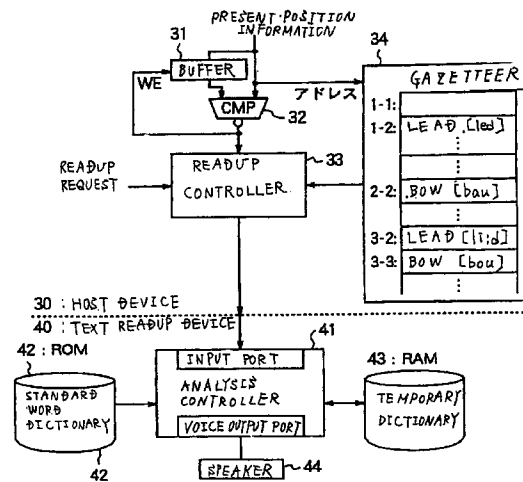 PRESENT-POSITION
INFORMATION
31
BUFFER
WE
CMP
32
アドレス
34
GAZETTEER
1-1:
1-2: LEAD [led]
2-2: BOW [bau]
3-2: LEAD [li:d]
3-3: BOW [bou]
READUP
REQUEST
READUP
CONTROLLER
33
30 : HOST DEVICE
40 : TEXT READUP DEVICE
41
INPUT PORT
ANALYSIS
CONTROLLER
VOICE OUTPUT PORT
42 : ROM
STANDARD
WORD
DICTIONARY
42
43 : RAM
TEMPORARY
DICTIONARY
SPEAKER
44